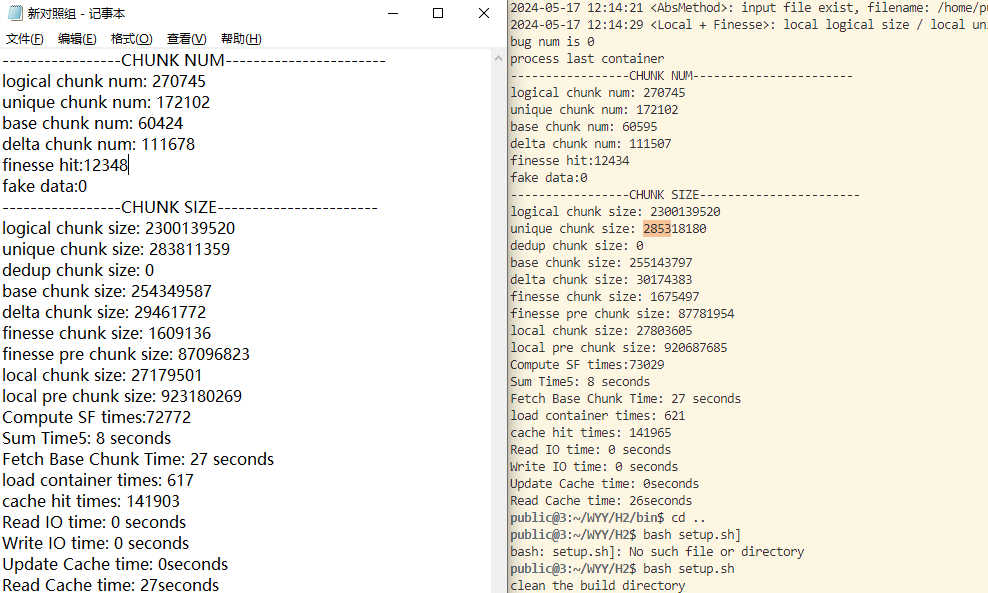 新对照组 - 记事本
文件(F) 编辑(E) 格式(O) 查看(V) 帮助(H)
-----------------CHUNK NUM-----------------------
logical chunk num: 270745
unique chunk num: 172102
base chunk num: 60424
delta chunk num: 111678
finesse hit:12348
fake data:0
-----------------CHUNK SIZE-----------------------
logical chunk size: 2300139520
unique chunk size: 283811359
dedup chunk size: 0
base chunk size: 254349587
delta chunk size: 29461772
finesse chunk size: 1609136
finesse pre chunk size: 87096823
local chunk size: 27179501
local pre chunk size: 923180269
Compute SF times:72772
Sum Time5: 8 seconds
Fetch Base Chunk Time: 27 seconds
load container times: 617
cache hit times: 141903
Read IO time: 0 seconds
Write IO time: 0 seconds
Update Cache time: 0seconds
Read Cache time: 27seconds
2024-05-17 12:14:21 <AbsMethod>: input file exist, filename: /home/pu
2024-05-17 12:14:29 <Local + Finesse>: local logical size / local uni
bug num is 0
process last container
-----------------CHUNK NUM-----------------------
logical chunk num: 270745
unique chunk num: 172102
base chunk num: 60595
delta chunk num: 111507
finesse hit:12434
fake data:0
-----------------CHUNK SIZE-----------------------
logical chunk size: 2300139520
unique chunk size: 285318180
dedup chunk size: 0
base chunk size: 255143797
delta chunk size: 30174383
finesse chunk size: 1675497
finesse pre chunk size: 87781954
local chunk size: 27803605
local pre chunk size: 920687685
Compute SF times:73029
Sum Time5: 8 seconds
Fetch Base Chunk Time: 27 seconds
load container times: 621
cache hit times: 141965
Read IO time: 0 seconds
Write IO time: 0 seconds
Update Cache time: 0seconds
Read Cache time: 26seconds
public@3:~/WYY/H2/bin$ cd ..
public@3:~/WYY/H2$ bash setup.sh]
bash: setup.sh]: No such file or directory
public@3:~/WYY/H2$ bash setup.sh
clean the build directory